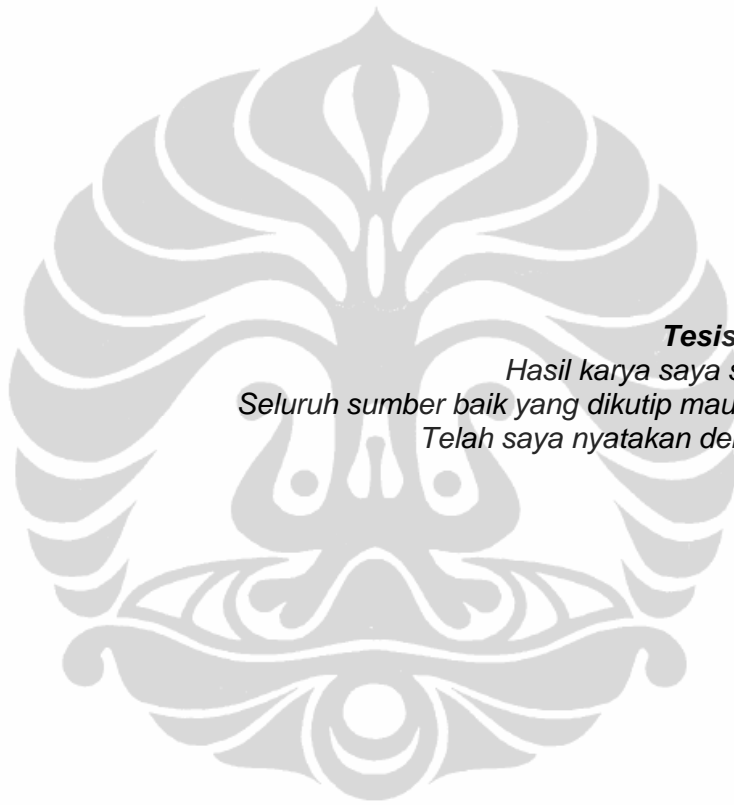 Tesis
Hasil karya saya s
Seluruh sumber baik yang dikutip mau
Telah saya nyatakan de